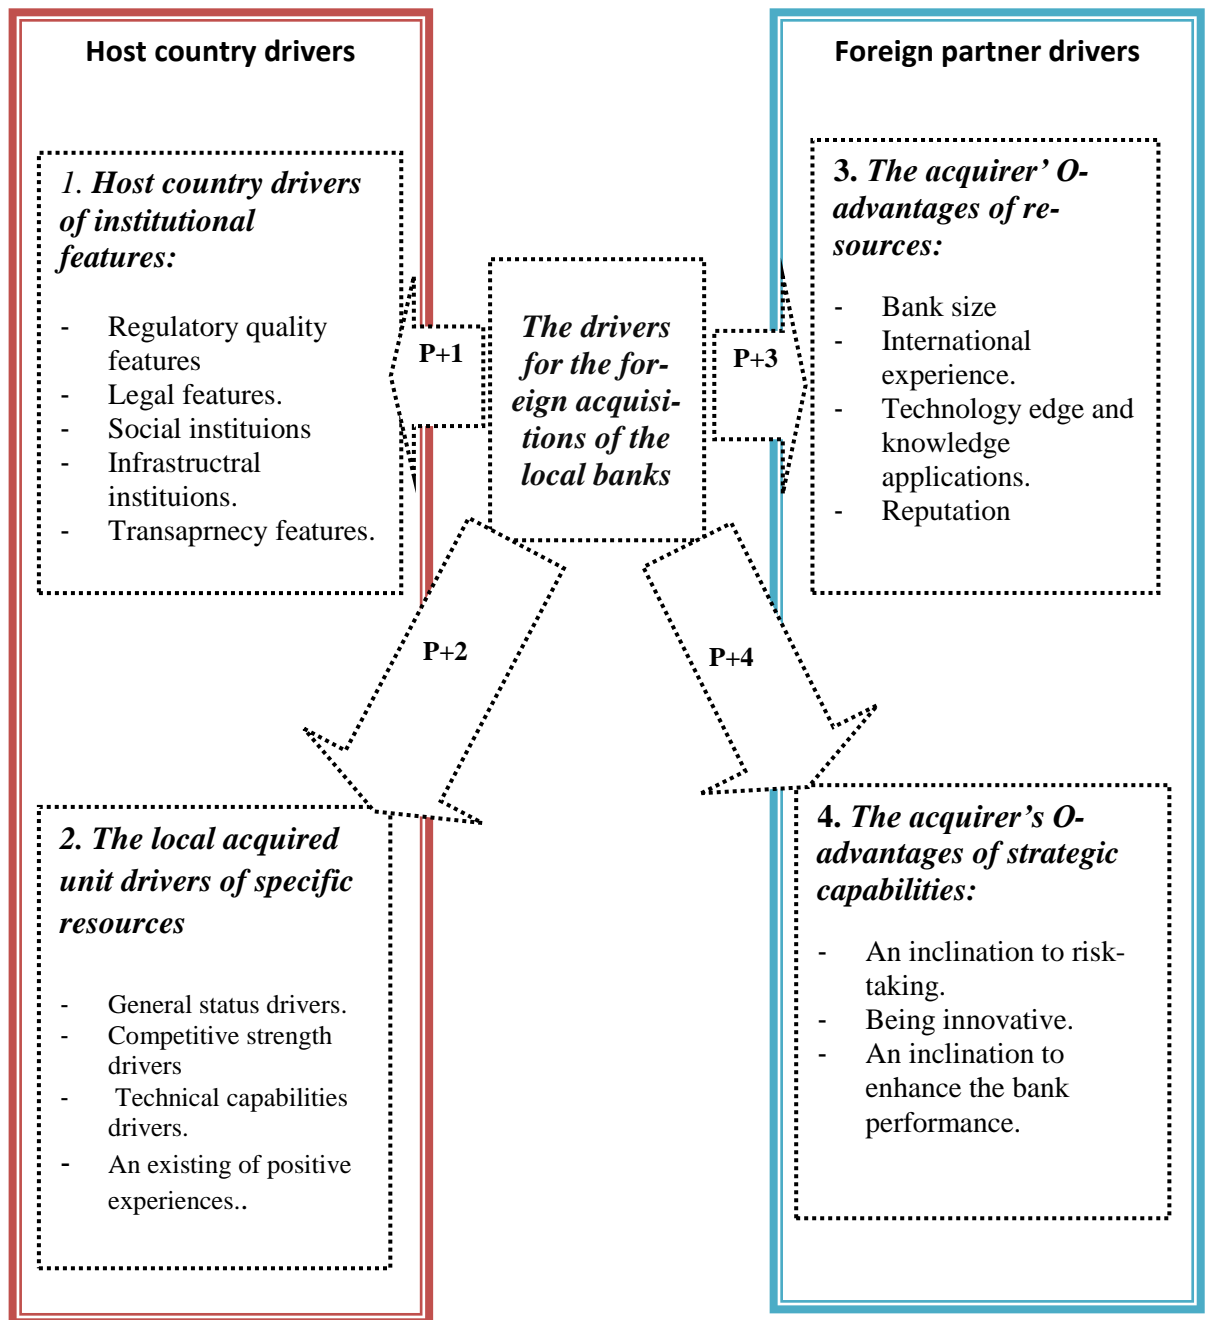 Host country drivers
1. Host country drivers
of institutional
features:
- Regulatory quality
features
- Legal features.
- Social instituions
- Infrastructral
instituions.
- Transaprnecy features.
P+1
The drivers
for the for-
eign acquisi-
tions of the
local banks
P+3
Foreign partner drivers
3. The acquirer’ O-
advantages of re-
sources:
- Bank size
- International
experience.
- Technology edge and
knowledge
applications.
- Reputation
P+2
P+4
2. The local acquired
unit drivers of specific
resources
- General status drivers.
- Competitive strength
drivers
- Technical capabilities
drivers.
- An existing of positive
experiences..
4. The acquirer’s O-
advantages of strategic
capabilities:
- An inclination to risk-
taking.
- Being innovative.
- An inclination to
enhance the bank
performance.